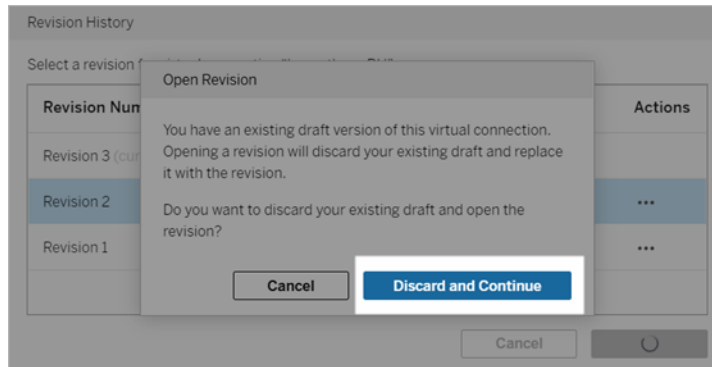 Revision History
Select a revision
Open Revision
Revision Num
Actions
You have an existing draft version of this virtual connection.
Opening a revision will discard your existing draft and replace
it with the revision.
Revision 3 (cur
Revision 2
•••
Do you want to discard your existing draft and open the
revision?
Revision 1
•••
Cancel
Discard and Continue
Cancel